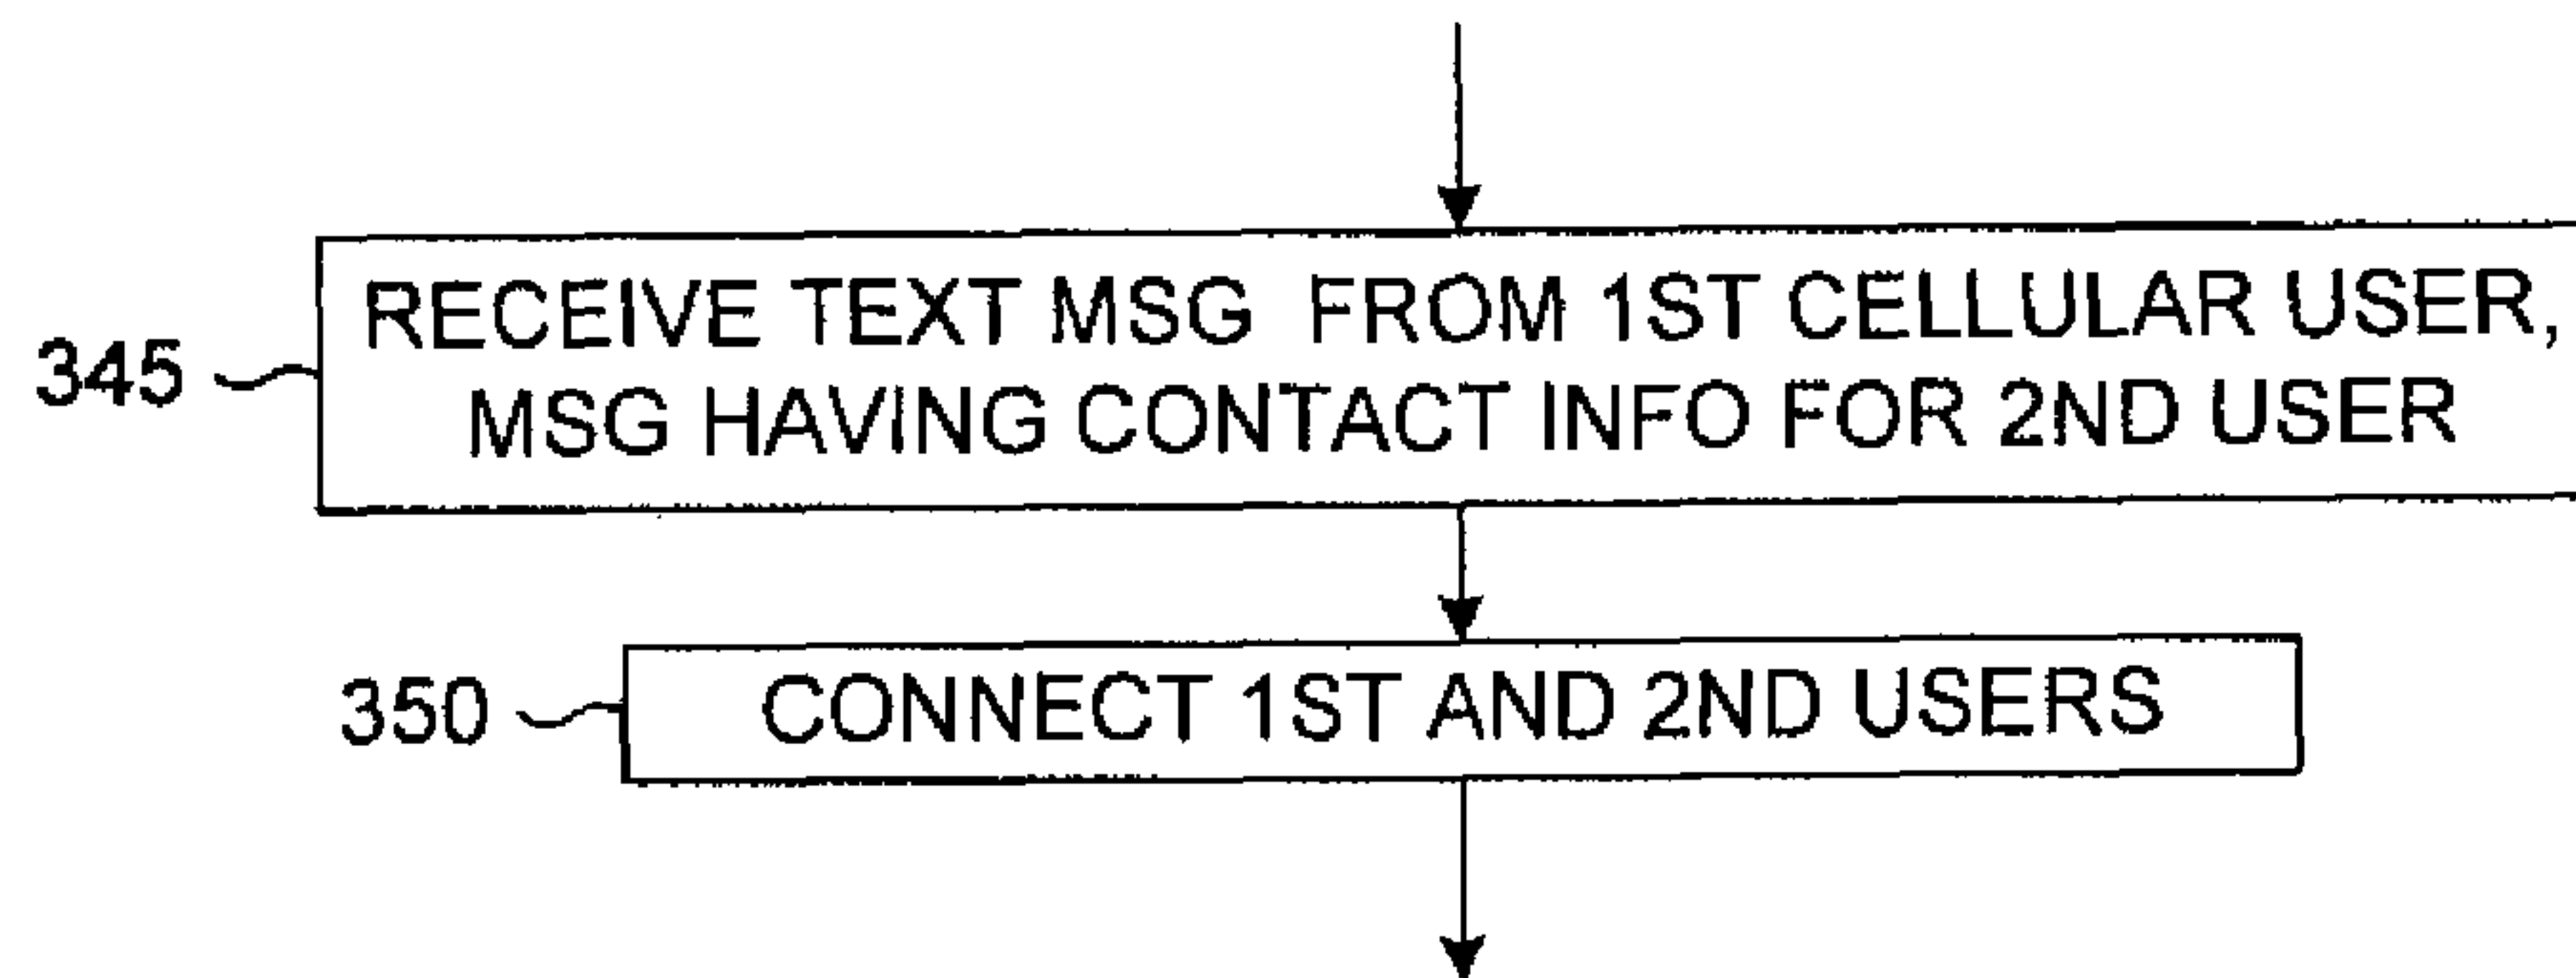 345 RECEIVE TEXT MSG FROM 1ST CELLULAR USER,
MSG HAVING CONTACT INFO FOR 2ND USER
350 CONNECT 1ST AND 2ND USERS